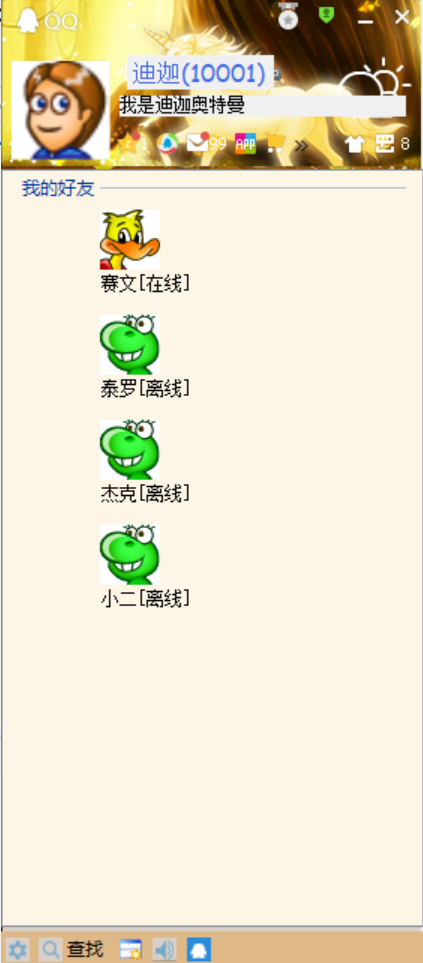 QQ
迪迦(10001)
我是迪迦奥特曼
1 99 APP 8
我的好友
赛文[在线]
泰罗[离线]
杰克[离线]
小二[离线]
查找